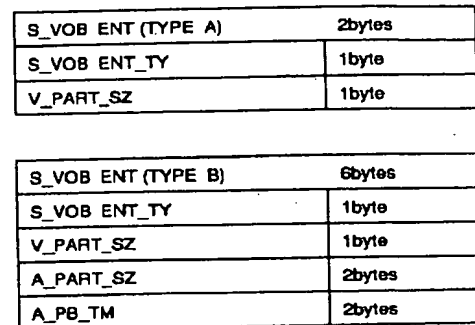 S_VOB ENT (TYPE A) 2bytes
S_VOB ENT_TY 1byte
V_PART_SZ 1byte
S_VOB ENT (TYPE B) 6bytes
S_VOB ENT_TY 1byte
V_PART_SZ 1byte
A_PART_SZ 2bytes
A_PB_TM 2bytes